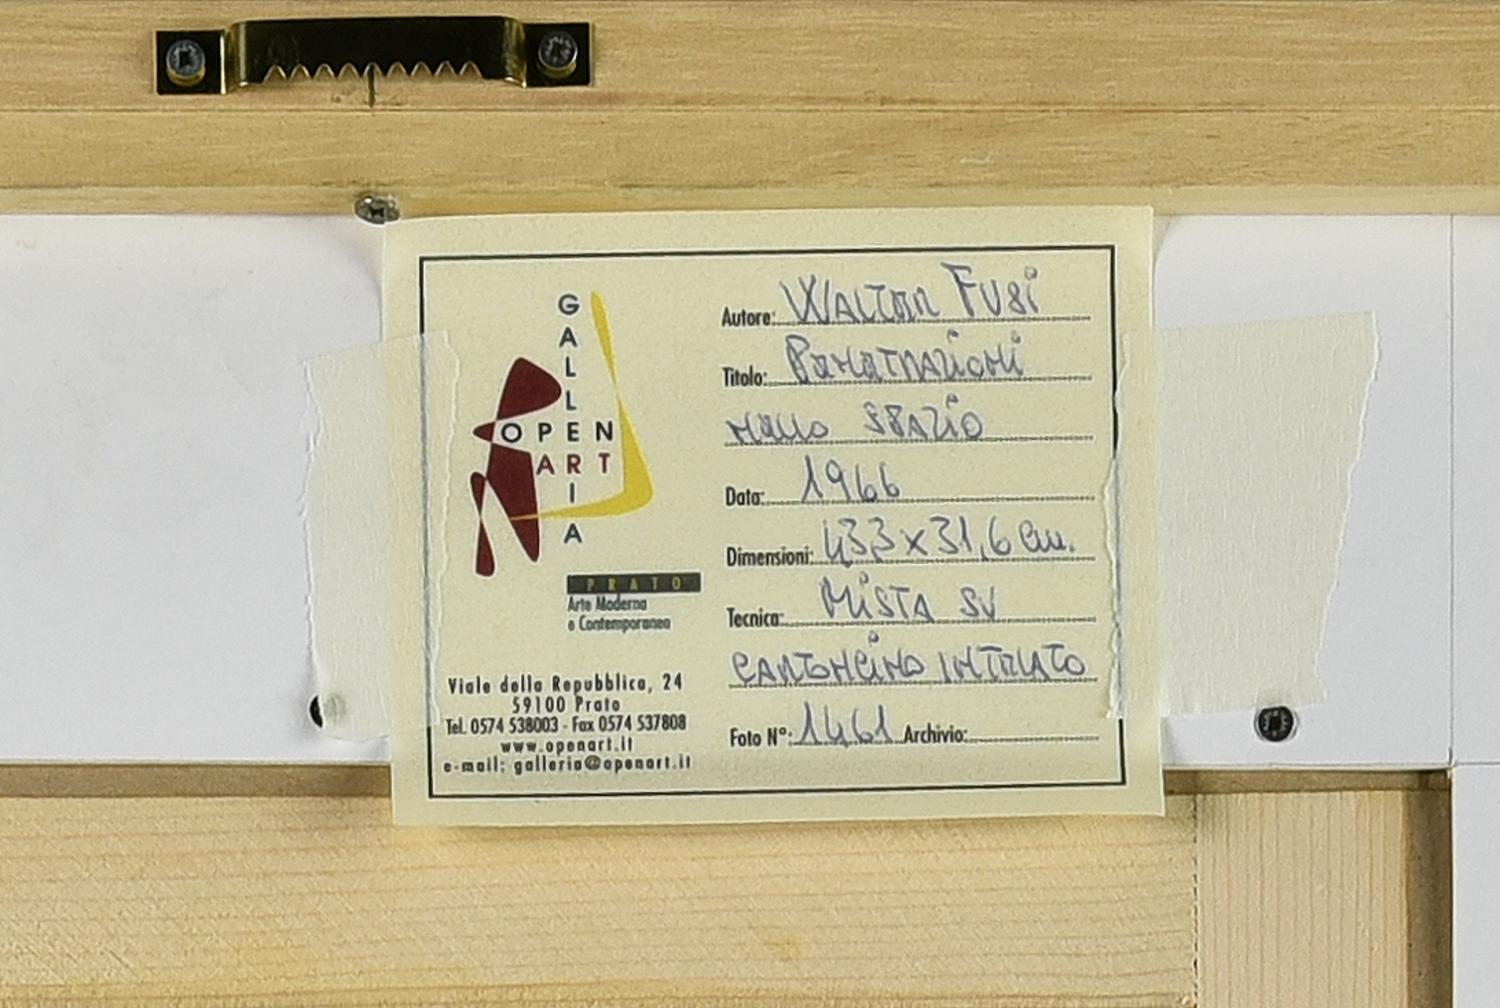 GALLERIA
OPEN
ART
PRATO
Arte Moderna
e Contemporanea
Viale della Repubblica, 24
59100 Prato
Tel. 0574 538003 - Fax 0574 537808
www.openart.it
e-mail: galleria@openart.it
Autore: WALTER FUSI
Titolo: PENETRAZIONI
NELLO SPAZIO
Data: 1966
Dimensioni: 43,3 x 31,6 cm.
Tecnica: MISTA SU
CARTONCINO INTELATO
Foto N°: 1461 Archivio: